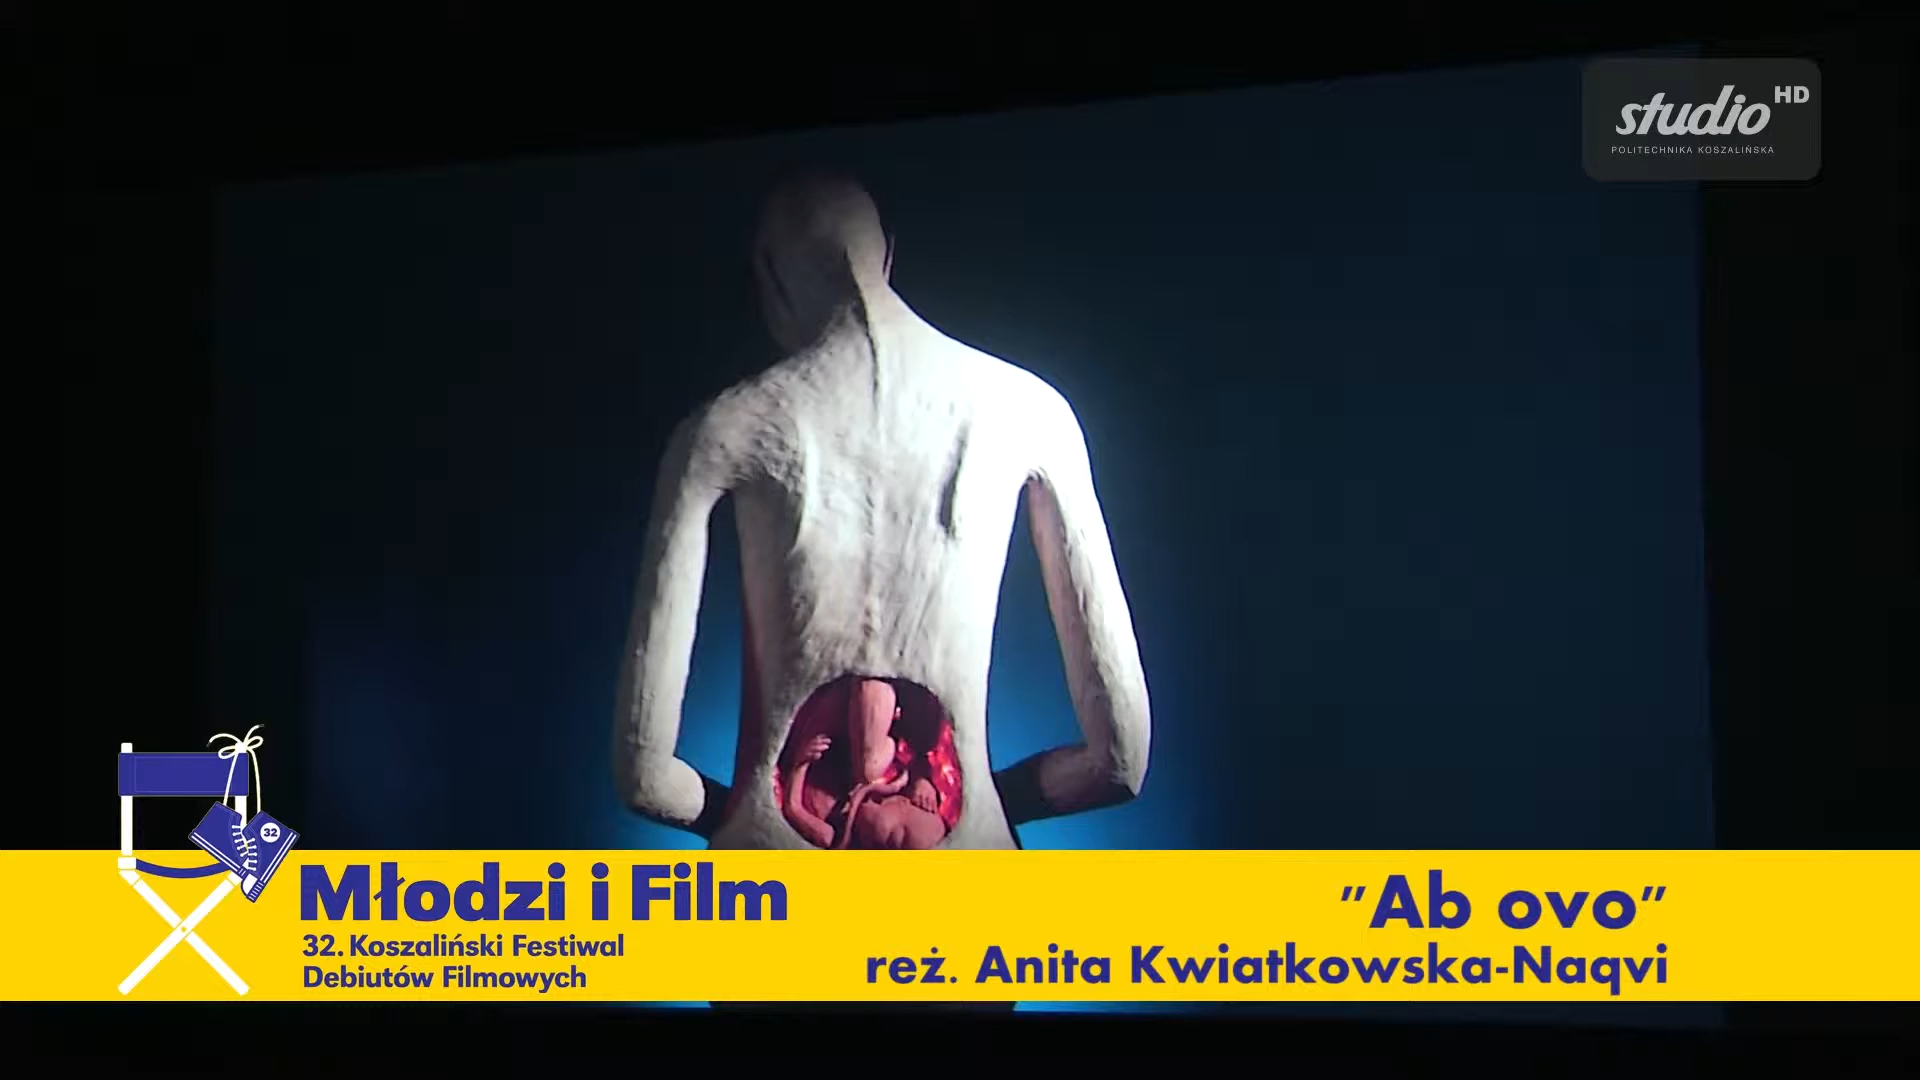 studio HD
POLITECHNIKA KOSZALIŃSKA
32
Młodzi i Film
32. Koszaliński Festiwal
Debiutów Filmowych
"Ab ovo"
reż. Anita Kwiatkowska-Naqvi